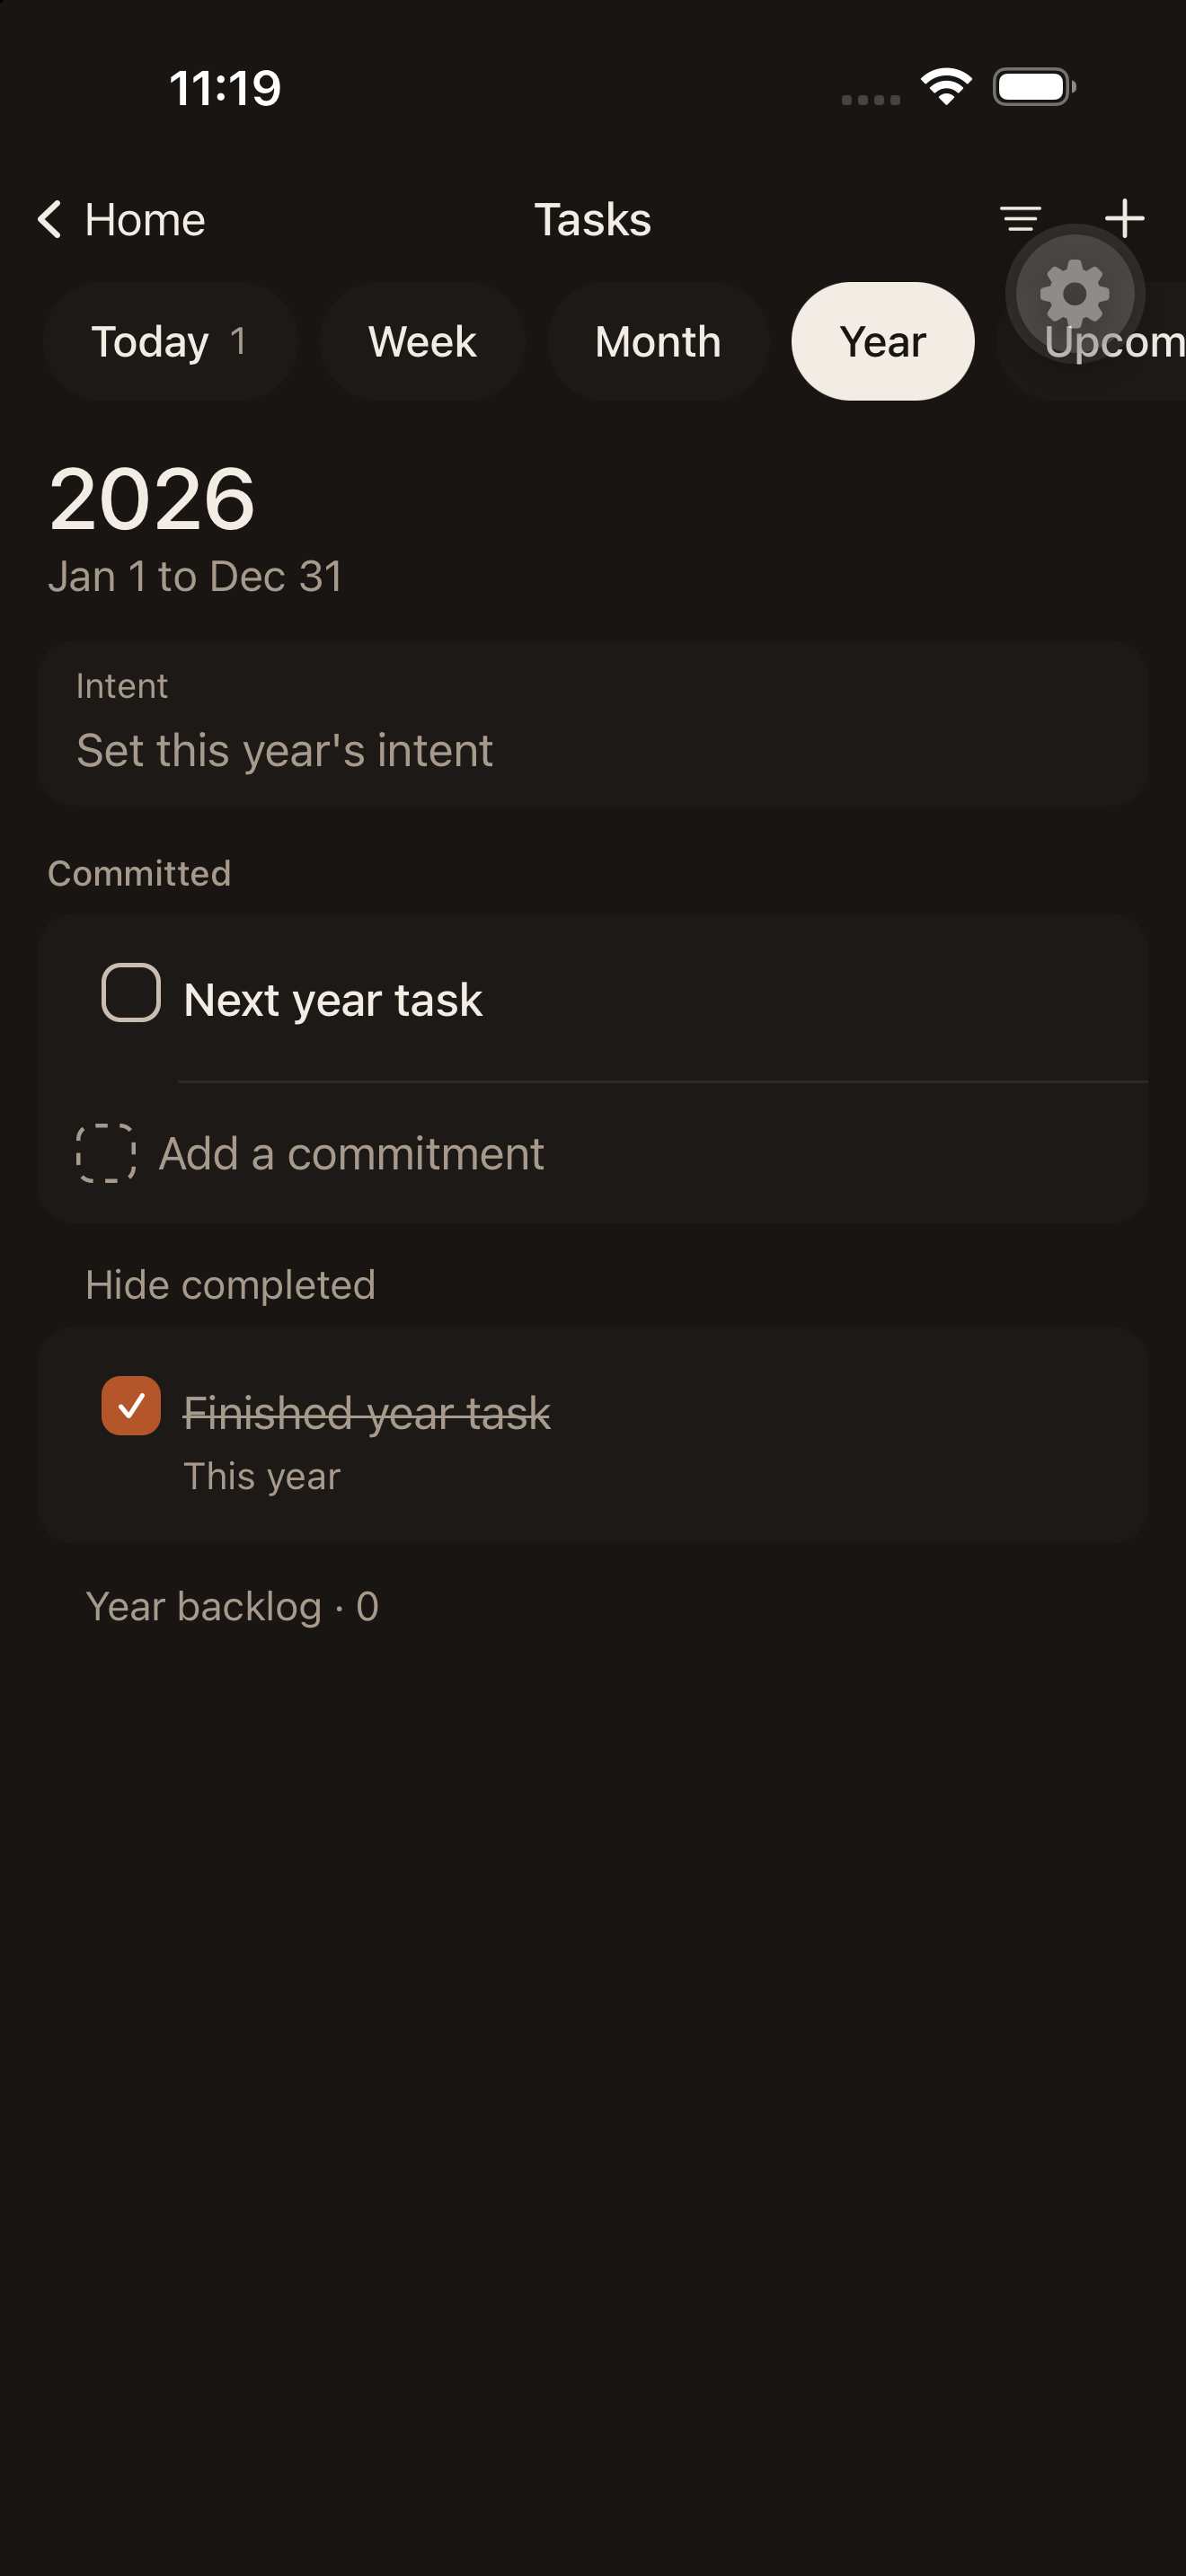 11:19
Home
Tasks
Today 1
Week
Month
Year
Upcom
2026
Jan 1 to Dec 31
Intent
Set this year's intent
Committed
Next year task
Add a commitment
Hide completed
Finished year task
This year
Year backlog · 0